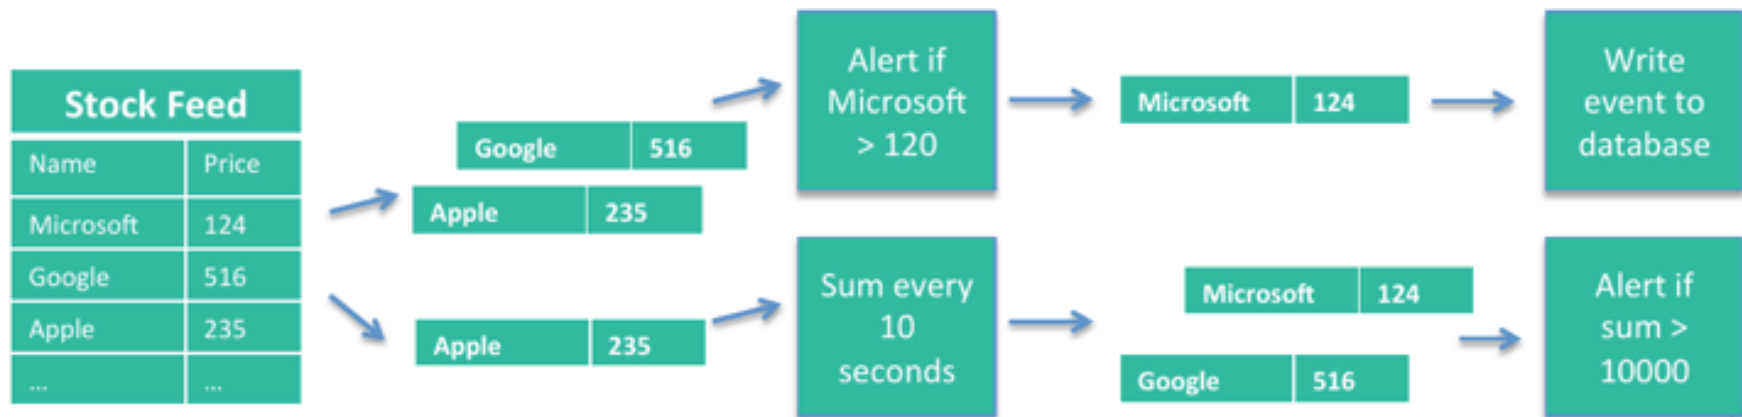 Stock Feed
Name Price
Microsoft 124
Google 516
Apple 235
... ...
Google 516
Apple 235
Apple 235
Alert if
Microsoft
> 120
Sum every
10
seconds
Microsoft 124
Microsoft 124
Google 516
Write
event to
database
Alert if
sum >
10000